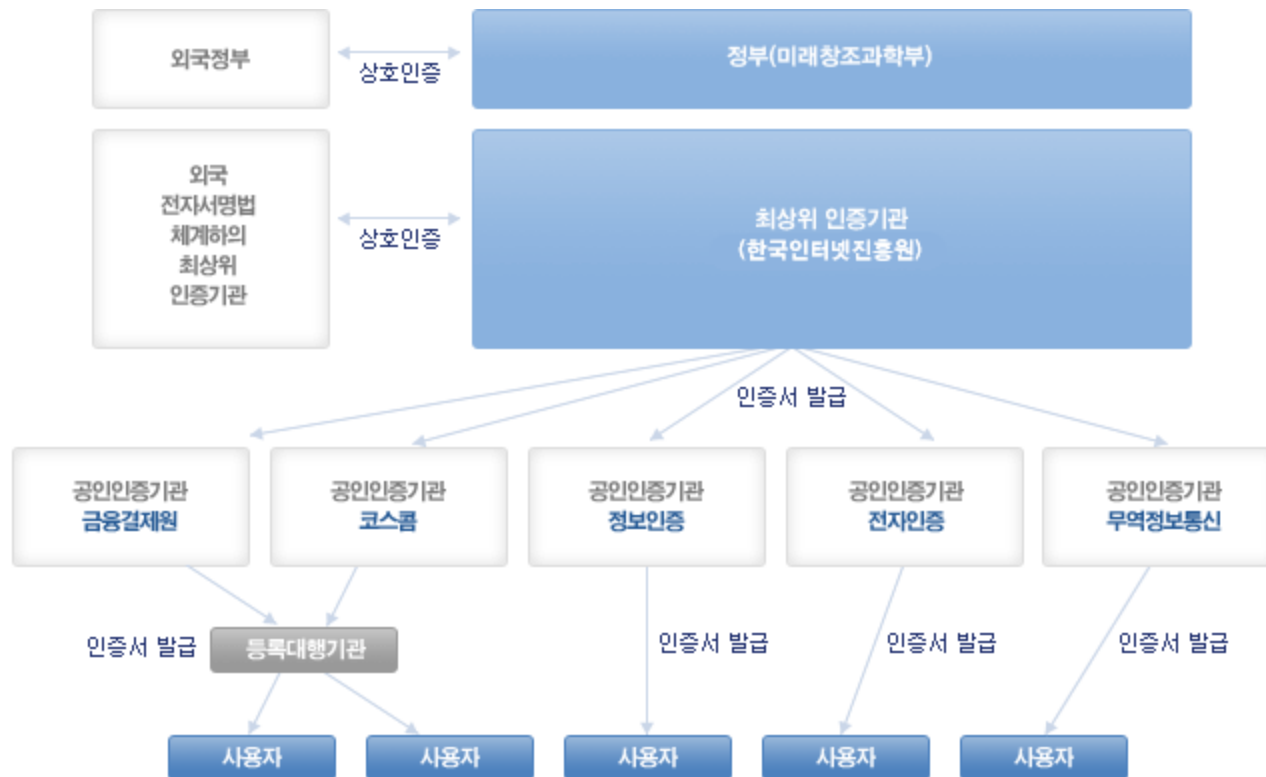 외국정부
상호인증
정부(미래창조과학부)
외국
전자서명법
체계하의
최상위
인증기관
상호인증
최상위 인증기관
(한국인터넷진흥원)
인증서 발급
공인인증기관
금융결제원
공인인증기관
코스콤
공인인증기관
정보인증
공인인증기관
전자인증
공인인증기관
무역정보통신
인증서 발급
등록대행기관
인증서 발급
인증서 발급
인증서 발급
사용자
사용자
사용자
사용자
사용자